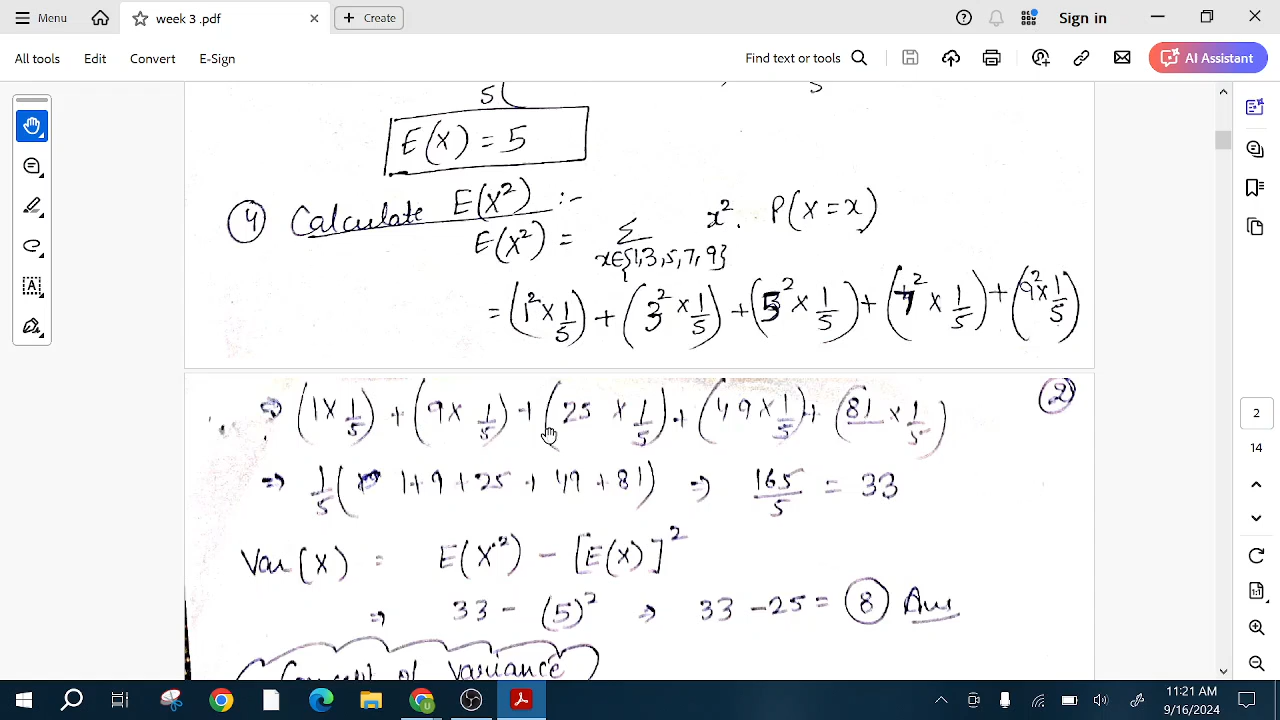 Menu week 3 .pdf Create Sign in
All tools Edit Convert E-Sign Find text or tools AI Assistant
5
E(X) = 5
(4) Calculate E(X²) :-
E(X²) = Σ x². P(X=x)
x∈{1,3,5,7,9}
= (1² × 1/5) + (3² × 1/5) + (5² × 1/5) + (7² × 1/5) + (9² × 1/5)
(2)
⇒ (1 × 1/5) + (9 × 1/5) + (25 × 1/5) + (49 × 1/5) + (81 × 1/5)
⇒ 1/5 ( 1+9+25+49+81) ⇒ 165/5 = 33
Var(X) = E(X²) - [E(X)]²
⇒ 33 - (5)² ⇒ 33 - 25 = (8) Ans
Concept of Variance
2
14
11:21 AM
9/16/2024